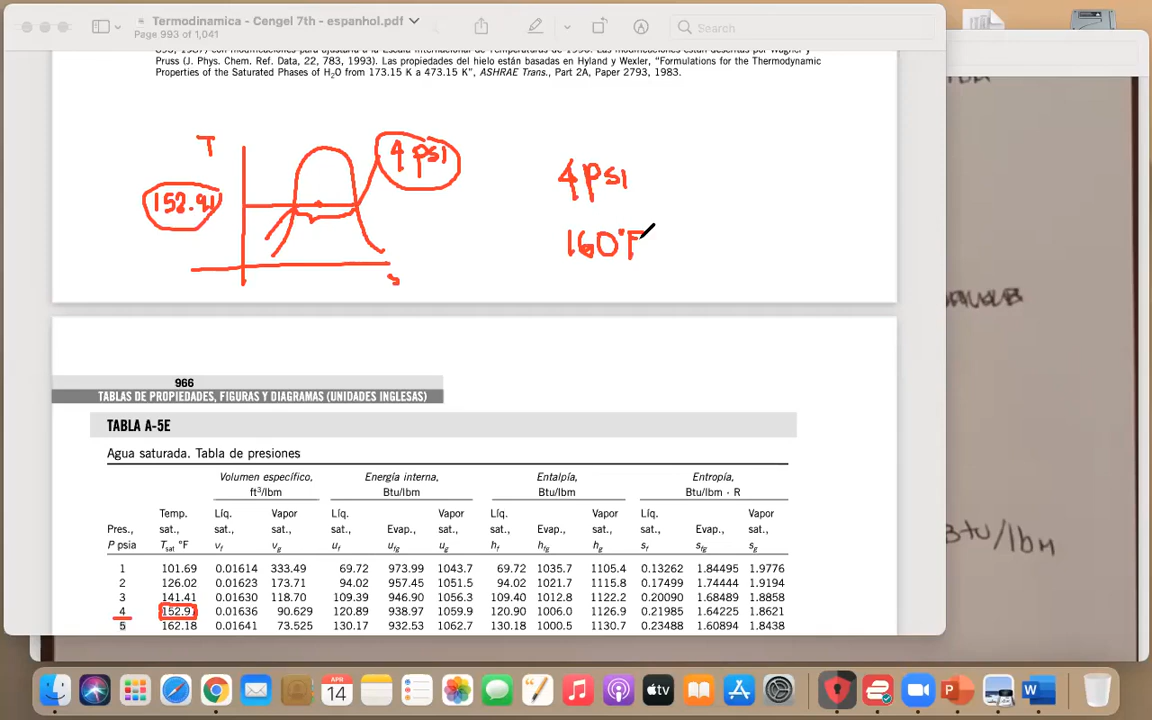 Termodinamica - Cengel 7th - espanhol.pdf
Page 993 of 1,041
Search
Pruss (J. Phys. Chem. Ref. Data, 22, 783, 1993). Las propiedades del hielo están basadas en Hyland y Wexler, "Formulations for the Thermodynamic
Properties of the Saturated Phases of H2O from 173.15 K a 473.15 K", ASHRAE Trans., Part 2A, Paper 2793, 1983.
T
4 psi
152.91
s
4 psi
160°F
966
TABLAS DE PROPIEDADES, FIGURAS Y DIAGRAMAS (UNIDADES INGLESAS)
TABLA A-5E
Agua saturada. Tabla de presiones
Volumen específico, Energía interna, Entalpía, Entropía,
ft3/lbm Btu/lbm Btu/lbm Btu/lbm · R
Temp. Líq. Vapor Líq. Vapor Líq. Vapor Líq. Vapor
Pres., sat., sat., sat., sat., Evap., sat., sat., Evap., sat., sat., Evap., sat.,
P psia Tsat °F vf vg uf ufg ug hf hfg hg sf sfg sg
1 101.69 0.01614 333.49 69.72 973.99 1043.7 69.72 1035.7 1105.4 0.13262 1.84495 1.9776
2 126.02 0.01623 173.71 94.02 957.45 1051.5 94.02 1021.7 1115.8 0.17499 1.74444 1.9194
3 141.41 0.01630 118.70 109.39 946.90 1056.3 109.40 1012.8 1122.2 0.20090 1.68489 1.8858
4 152.91 0.01636 90.629 120.89 938.97 1059.9 120.90 1006.0 1126.9 0.21985 1.64225 1.8621
5 162.18 0.01641 73.525 130.17 932.53 1062.7 130.18 1000.5 1130.7 0.23488 1.60894 1.8438
Btu/lbm
APR
14
tv
P
W